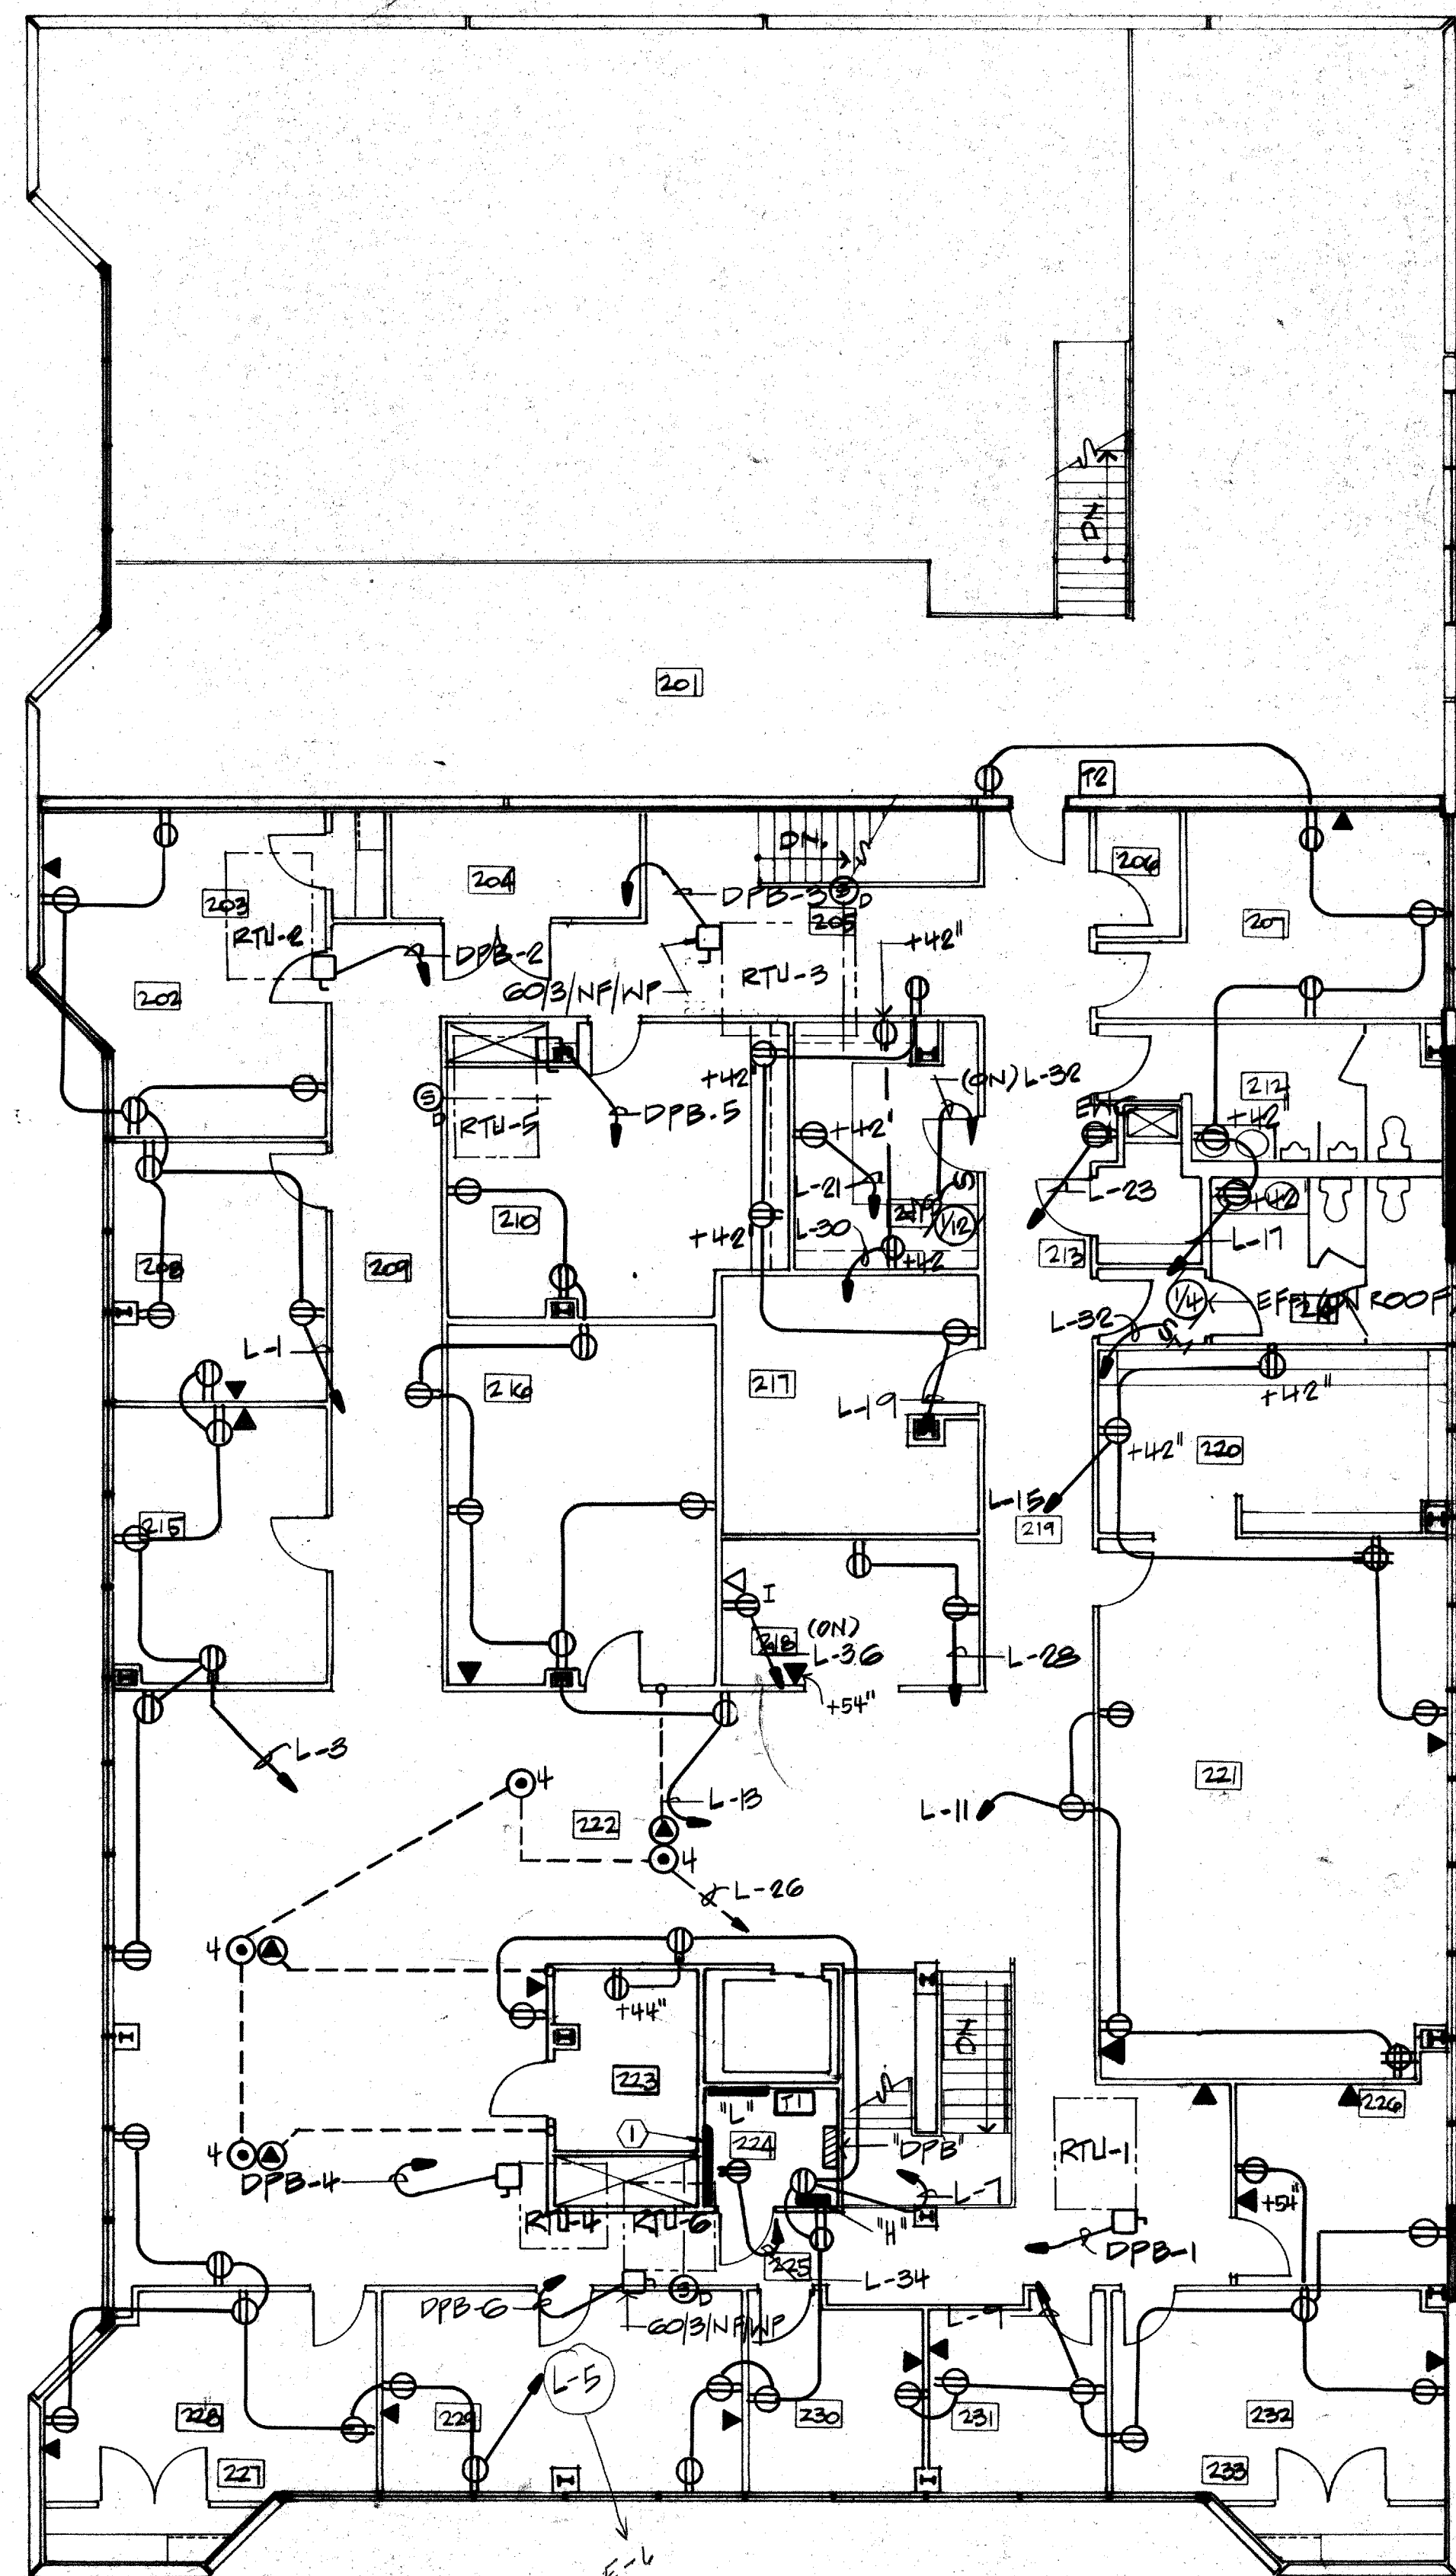 DN
201
T2
DN.
206
204
DPB-3
S
D
203
205
207
RTU-2
DPB-2
+42"
RTU-3
60/3/NF/WP
202
+42"
(ON) L-32
212
S
D
RTU-5
DPB-5
+42"
+42"
L-21
L-23
+42"
210
S
1/12
+42"
L-30
+42
L-17
208
209
213
1/4
L-32
L-1
216
217
+42"
L-19
+42"
220
L-15
215
219
I
218
(ON)
L-36
L-28
+54"
L-3
4
L-13
221
222
L-11
4
L-26
4
+44"
DN
223
"L"
T1
226
1
224
"DPB"
RTU-1
4
DPB-4
L-7
+54"
RTU-4
RTU-6
"H"
DPB-1
225
L-34
D
DPB-6
60/3/NF/WP
L-9
L-5
228
229
230
231
232
227
233